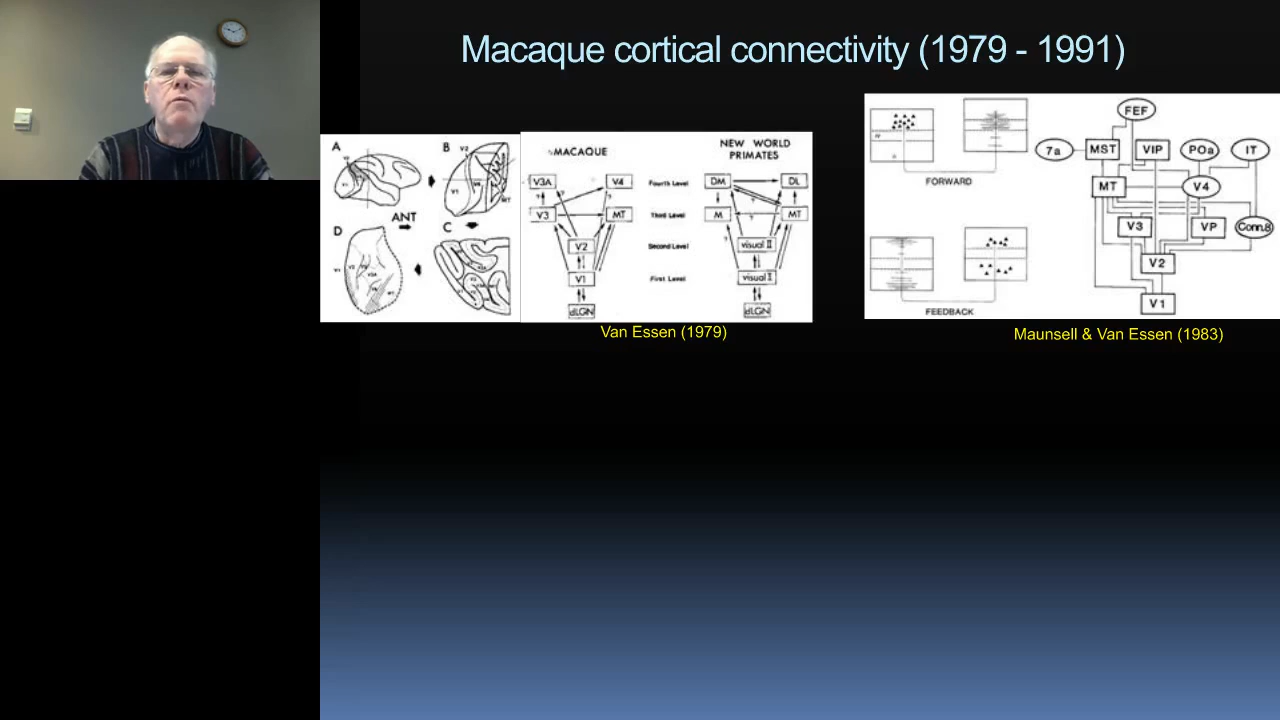 Macaque cortical connectivity (1979 - 1991)
A
B
V2
V1
ANT
D
C
MACAQUE
NEW WORLD
PRIMATES
V3A
V4
Fourth Level
DM
DL
V3
MT
Third Level
M
MT
V2
Second Level
visual II
V1
First Level
visual I
dLGN
dLGN
Van Essen (1979)
FORWARD
FEEDBACK
FEF
7a
MST
VIP
POa
IT
MT
V4
V3
VP
Conn.8
V2
V1
Maunsell & Van Essen (1983)